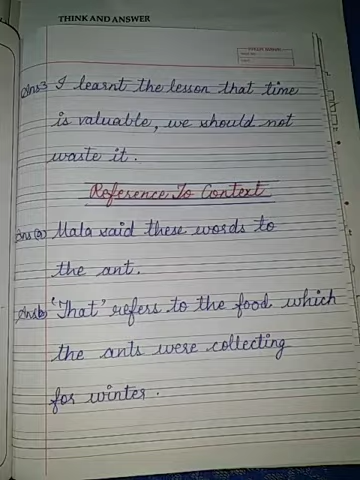 THINK AND ANSWER
Ans3 I learnt the lesson that time
is valuable, we should not
waste it.
Reference To Context
Ans(a) Mala said these words to
the ant.
Ansb) 'That' refers to the food which
the ants were collecting
for winter.